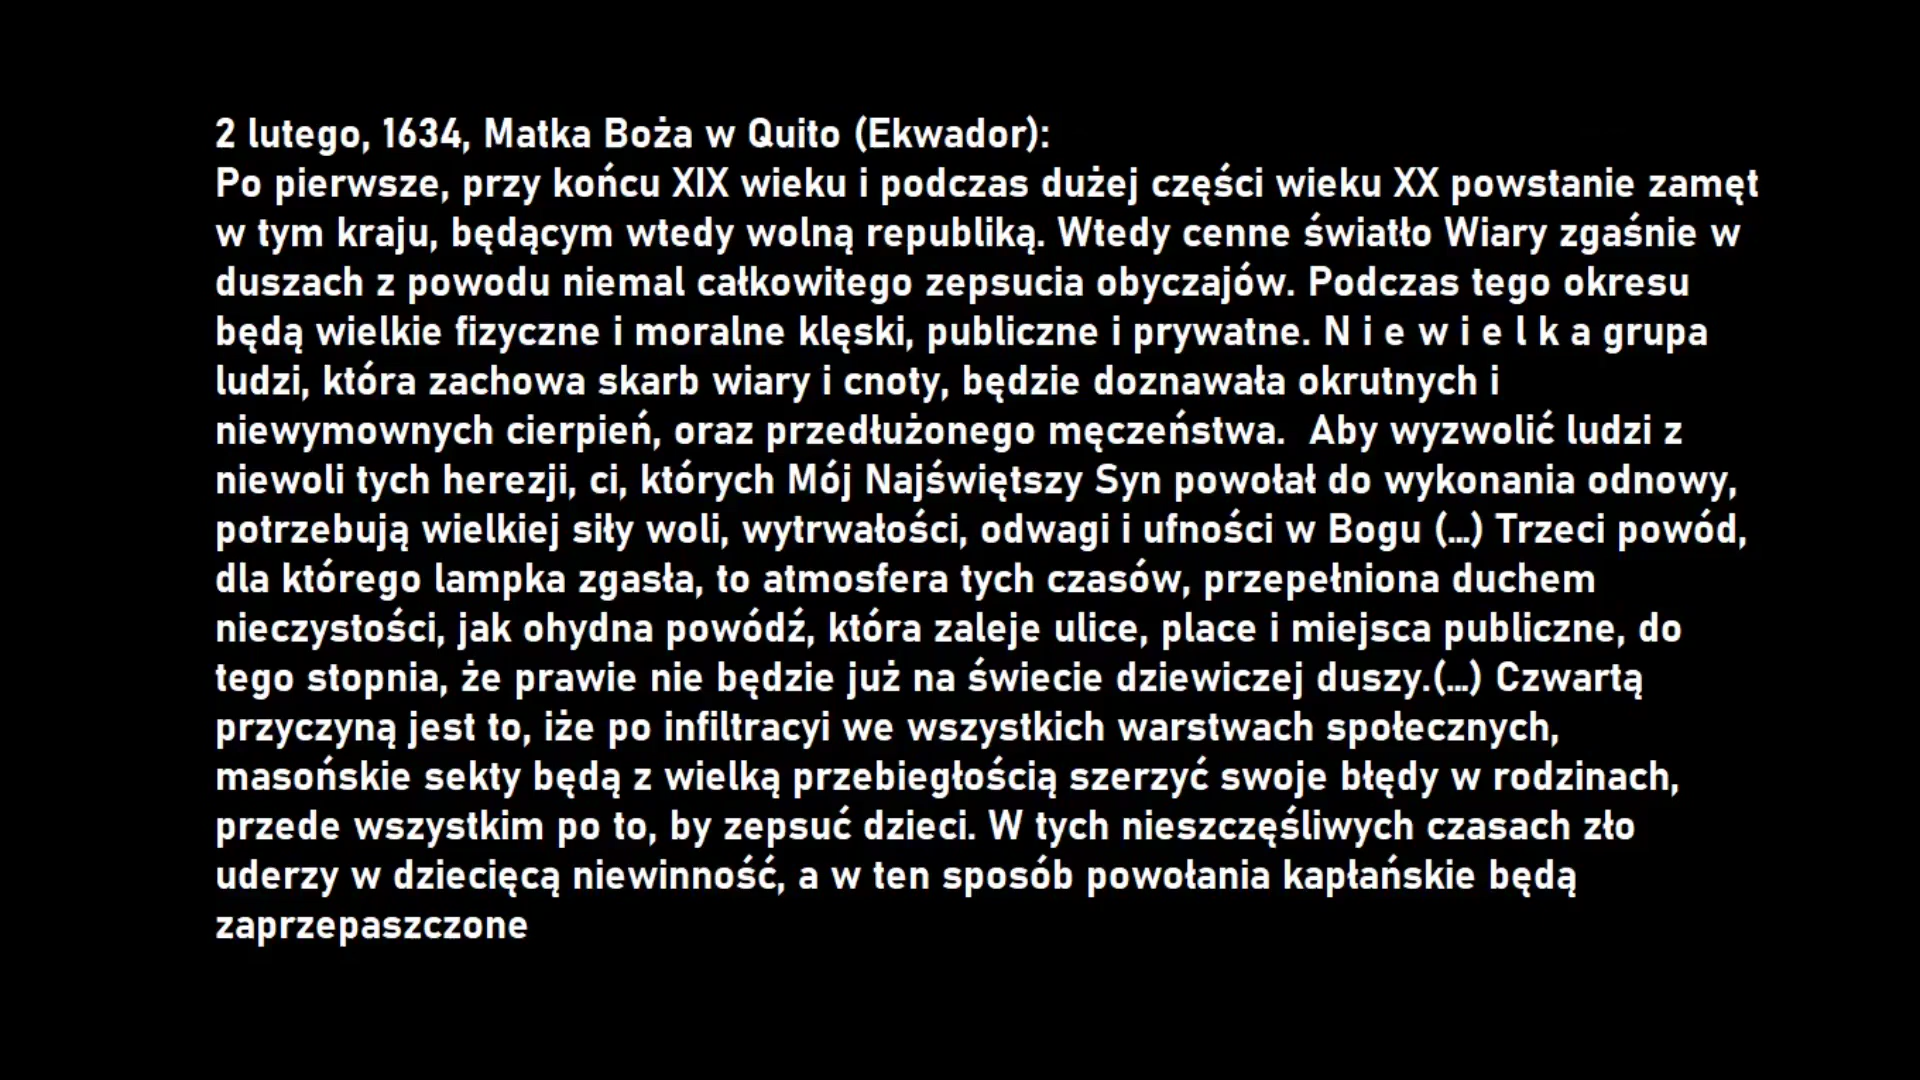 2 lutego, 1634, Matka Boża w Quito (Ekwador):
Po pierwsze, przy końcu XIX wieku i podczas dużej części wieku XX powstanie zamęt
w tym kraju, będącym wtedy wolną republiką. Wtedy cenne światło Wiary zgaśnie w
duszach z powodu niemal całkowitego zepsucia obyczajów. Podczas tego okresu
będą wielkie fizyczne i moralne klęski, publiczne i prywatne. N i e w i e l k a grupa
ludzi, która zachowa skarb wiary i cnoty, będzie doznawała okrutnych i
niewymownych cierpień, oraz przedłużonego męczeństwa.  Aby wyzwolić ludzi z
niewoli tych herezji, ci, których Mój Najświętszy Syn powołał do wykonania odnowy,
potrzebują wielkiej siły woli, wytrwałości, odwagi i ufności w Bogu (...) Trzeci powód,
dla którego lampka zgasła, to atmosfera tych czasów, przepełniona duchem
nieczystości, jak ohydna powódź, która zaleje ulice, place i miejsca publiczne, do
tego stopnia, że prawie nie będzie już na świecie dziewiczej duszy.(...) Czwartą
przyczyną jest to, iże po infiltracyi we wszystkich warstwach społecznych,
masońskie sekty będą z wielką przebiegłością szerzyć swoje błędy w rodzinach,
przede wszystkim po to, by zepsuć dzieci. W tych nieszczęśliwych czasach zło
uderzy w dziecięcą niewinność, a w ten sposób powołania kapłańskie będą
zaprzepaszczone